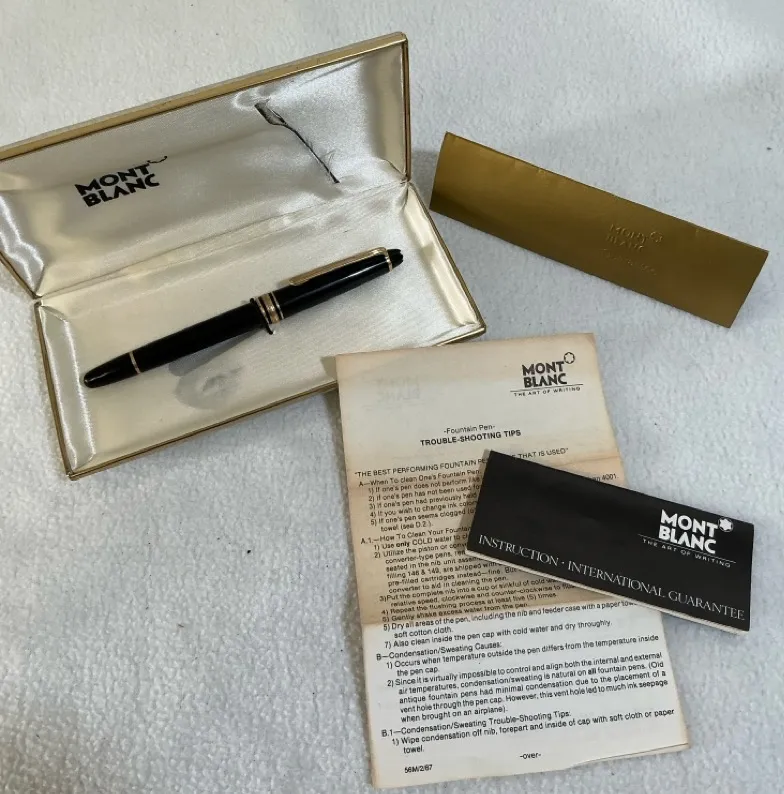 MONT
BLANC
MONT
BLANC
MONT
BLANC
THE ART OF WRITING
-Fountain Pen-
TROUBLE-SHOOTING TIPS
"THE BEST PERFORMING FOUNTAIN THAT IS USED"
A—When To clean One's Fountain Pen
1) If one's pen does not perform
2) If one's pen has not been used 4001
3) If one's pen had previously held
4) If you wish to change ink
5) If one's pen seems clogged
towel (see D.2.).
A.1.—How To Clean Your
1) Use only COLD water to
2) Utilize the piston or
converter-type pens,
seated in the nib unit
filling 146 & 149, are shipped
pre-filled cartridges instead—fine.
converter to aid in cleaning the pen.
3) Put the complete nib into a cup or sinkful of cold
relative speed, clockwise and counter-clockwise to
4) Repeat the flushing process at least five (5) times.
5) Gently shake excess water from the pen.
5) Dry all areas of the pen, including the nib and feeder case with a paper
soft cotton cloth.
7) Also clean inside the pen cap with cold water and dry thoroughly.
B—Condensation/Sweating Causes:
1) Occurs when temperature outside the pen differs from the temperature inside
the pen cap.
2) Since it is virtually impossible to control and align both the internal and external
air temperatures, condensation/sweating is natural on all fountain pens. (Old
antique fountain pens had minimal condensation due to the placement of a
vent hole through the pen cap. However, this vent hole led to much ink seepage
when brought on an airplane).
B.1—Condensation/Sweating Trouble-Shooting Tips:
1) Wipe condensation off nib, forepart and inside of cap with soft cloth or paper
towel.
-over-
56M/2/87
MONT
BLANC
THE ART OF WRITING
INSTRUCTION · INTERNATIONAL GUARANTEE